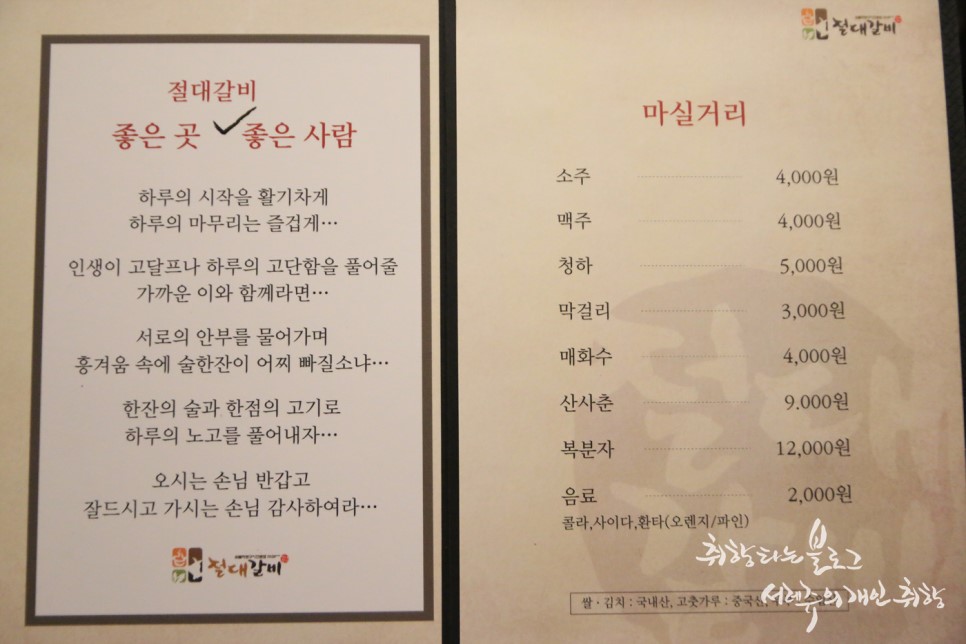 절대갈비
좋은 곳 좋은 사람
하루의 시작을 활기차게
하루의 마무리는 즐겁게…
인생이 고달프나 하루의 고단함을 풀어줄
가까운 이와 함께라면…
서로의 안부를 물어가며
흥겨움 속에 술한잔이 어찌 빠질소냐…
한잔의 술과 한점의 고기로
하루의 노고를 풀어내자…
오시는 손님 반갑고
잘드시고 가시는 손님 감사하여라…
절대갈비
절대갈비
마실거리
소주 4,000원
맥주 4,000원
청하 5,000원
막걸리 3,000원
매화수 4,000원
산사춘 9.000원
복분자 12,000원
음료 2,000원
콜라,사이다,환타(오렌지/파인)
취향타는 블로그
서렌쥬의 개인 취향
쌀·김치 : 국내산, 고춧가루 : 중국산,